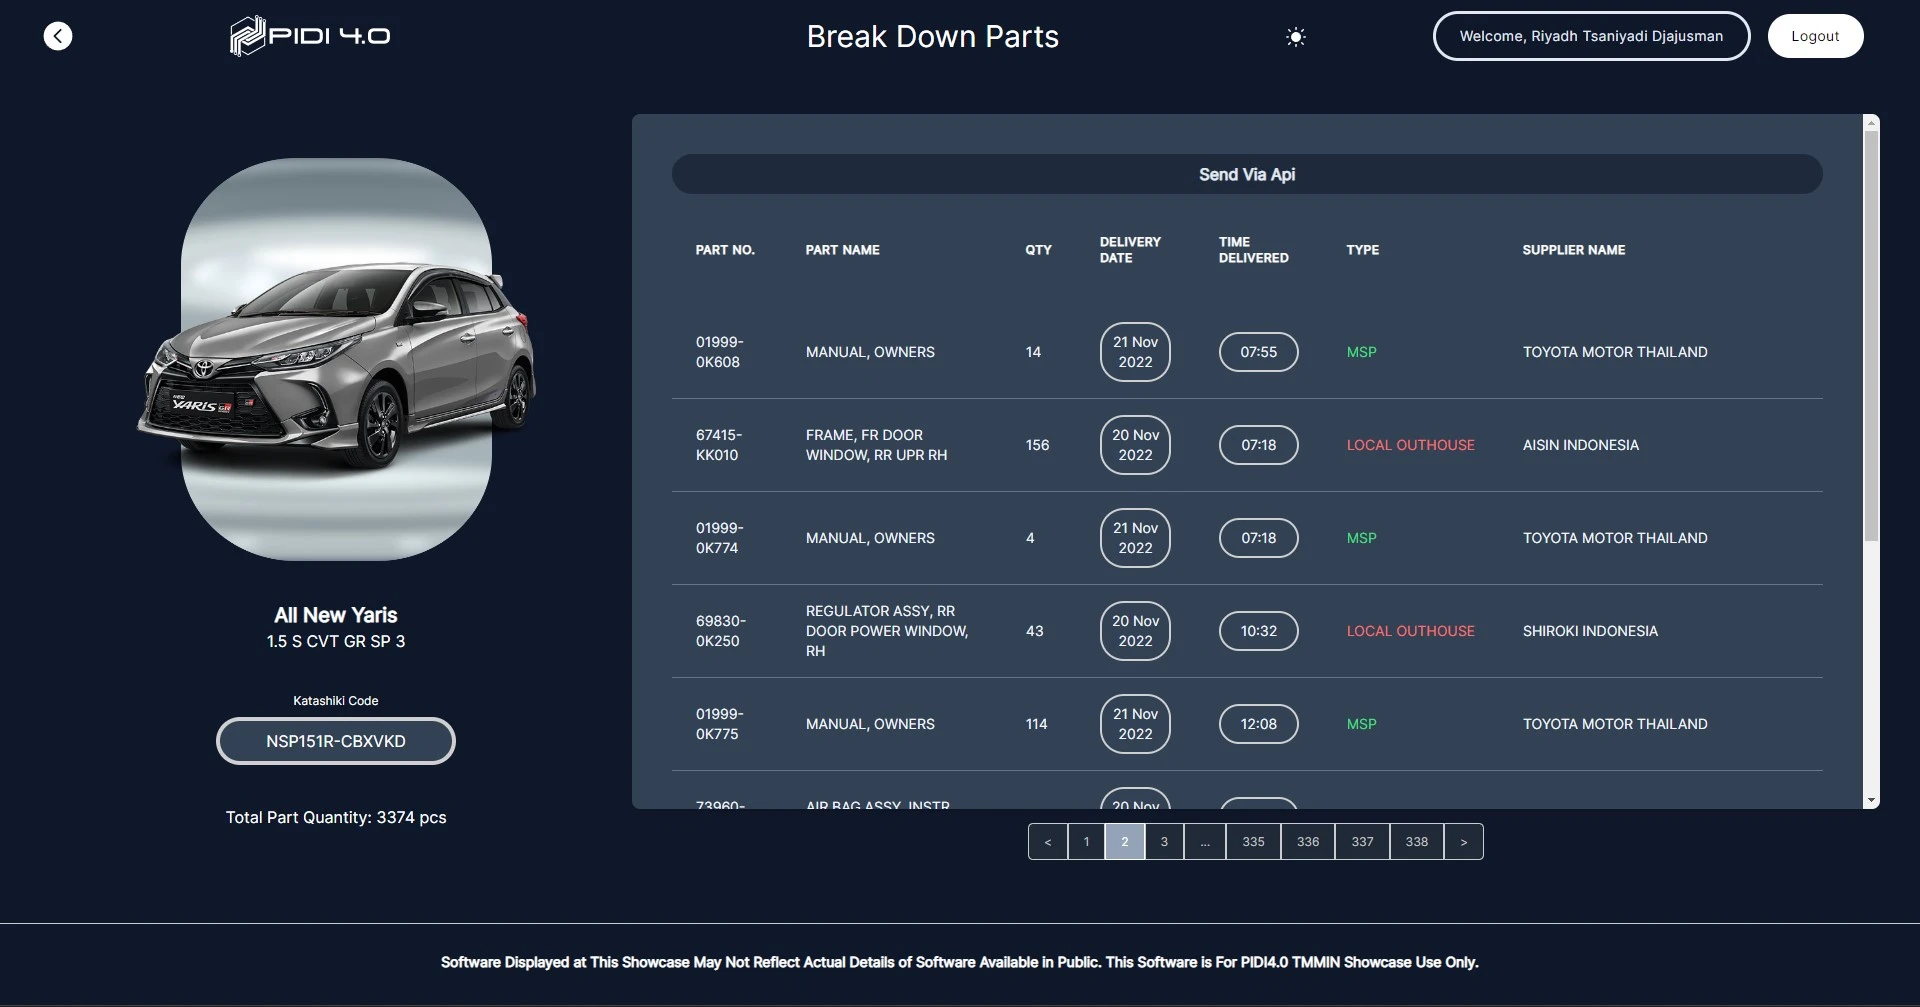 PIDI 4.0
Break Down Parts
Welcome, Riyadh Tsaniyadi Djajusman
Logout
NEW
YARIS GR
All New Yaris
1.5 S CVT GR SP 3
Katashiki Code
NSP151R-CBXVKD
Total Part Quantity: 3374 pcs
Send Via Api
PART NO. PART NAME QTY DELIVERY DATE TIME DELIVERED TYPE SUPPLIER NAME
01999-
0K608
MANUAL, OWNERS
14
21 Nov
2022
07:55
MSP
TOYOTA MOTOR THAILAND
67415-
KK010
FRAME, FR DOOR
WINDOW, RR UPR RH
156
20 Nov
2022
07:18
LOCAL OUTHOUSE
AISIN INDONESIA
01999-
0K774
MANUAL, OWNERS
4
21 Nov
2022
07:18
MSP
TOYOTA MOTOR THAILAND
69830-
0K250
REGULATOR ASSY, RR
DOOR POWER WINDOW,
RH
43
20 Nov
2022
10:32
LOCAL OUTHOUSE
SHIROKI INDONESIA
01999-
0K775
MANUAL, OWNERS
114
21 Nov
2022
12:08
MSP
TOYOTA MOTOR THAILAND
73960-
AIR BAG ASSY, INSTR
20 Nov
< 1 2 3 ... 335 336 337 338 >
Software Displayed at This Showcase May Not Reflect Actual Details of Software Available in Public. This Software is For PIDI4.0 TMMIN Showcase Use Only.